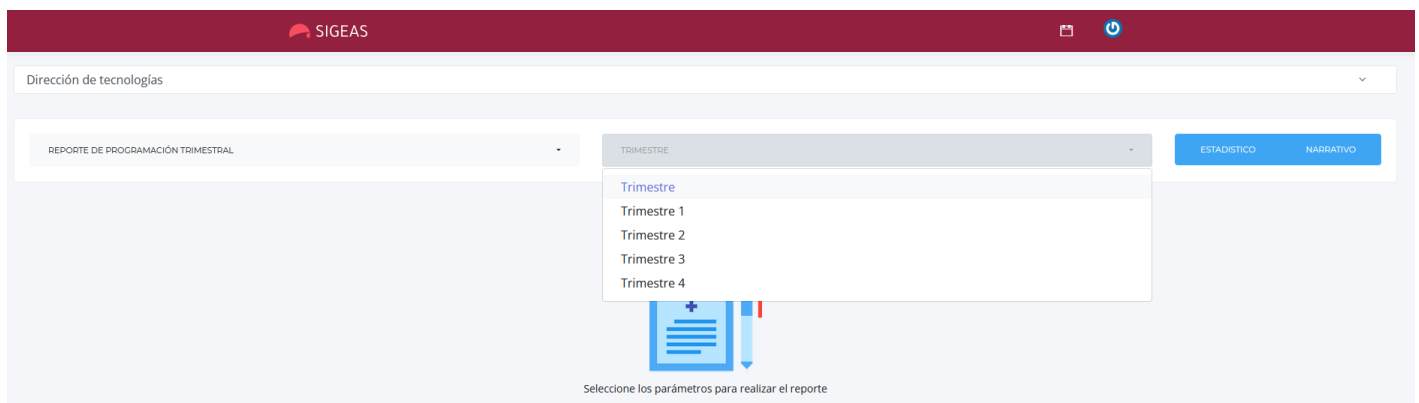 SIGEAS
Dirección de tecnologías
REPORTE DE PROGRAMACIÓN TRIMESTRAL
TRIMESTRE
ESTADISTICO
NARRATIVO
Trimestre
Trimestre 1
Trimestre 2
Trimestre 3
Trimestre 4
Seleccione los parámetros para realizar el reporte